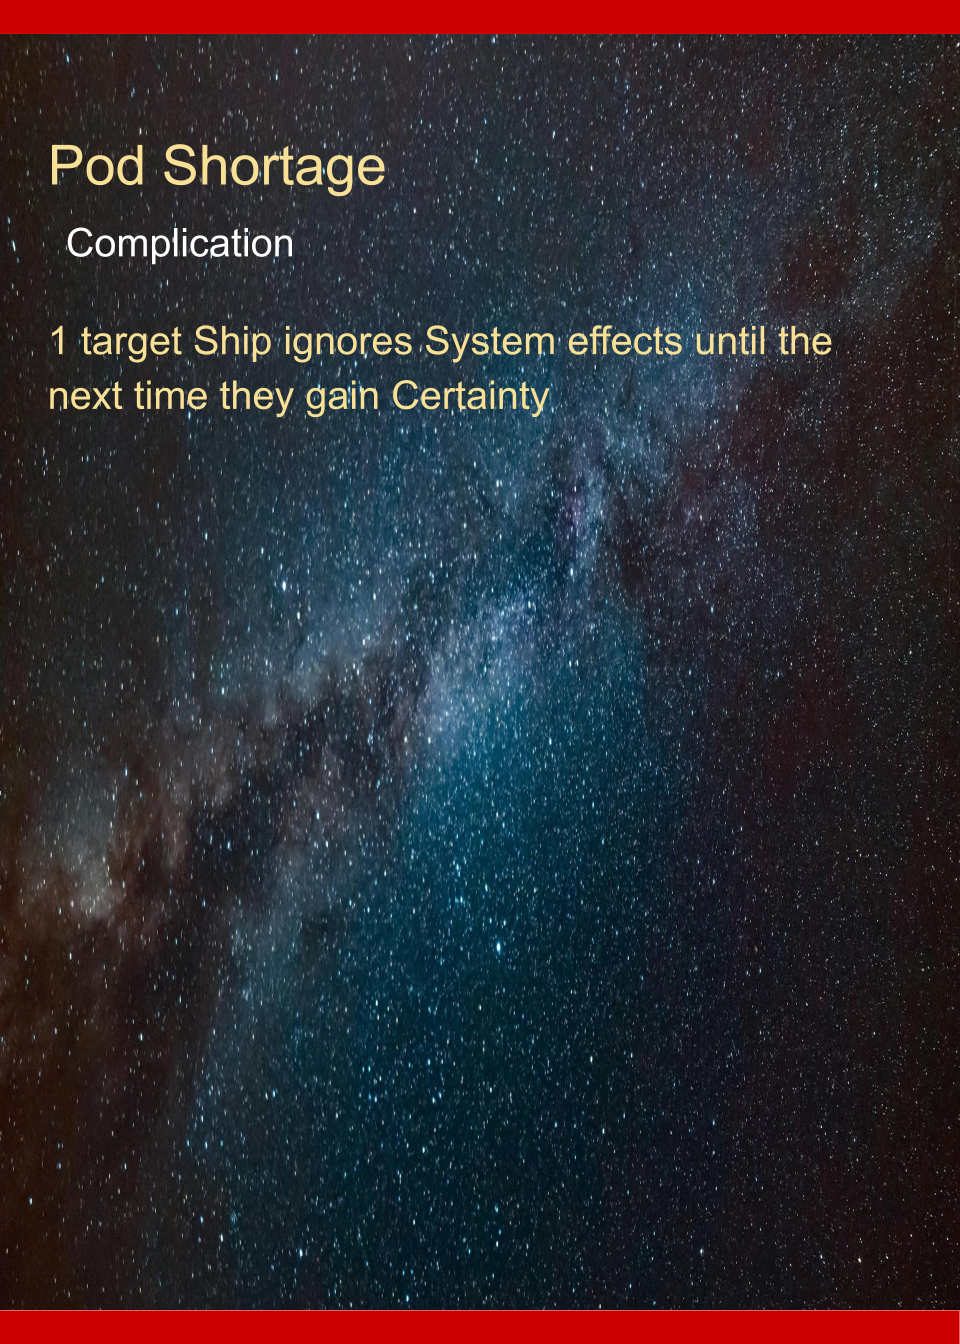 Pod Shortage
Complication
1 target Ship ignores System effects until the
next time they gain Certainty